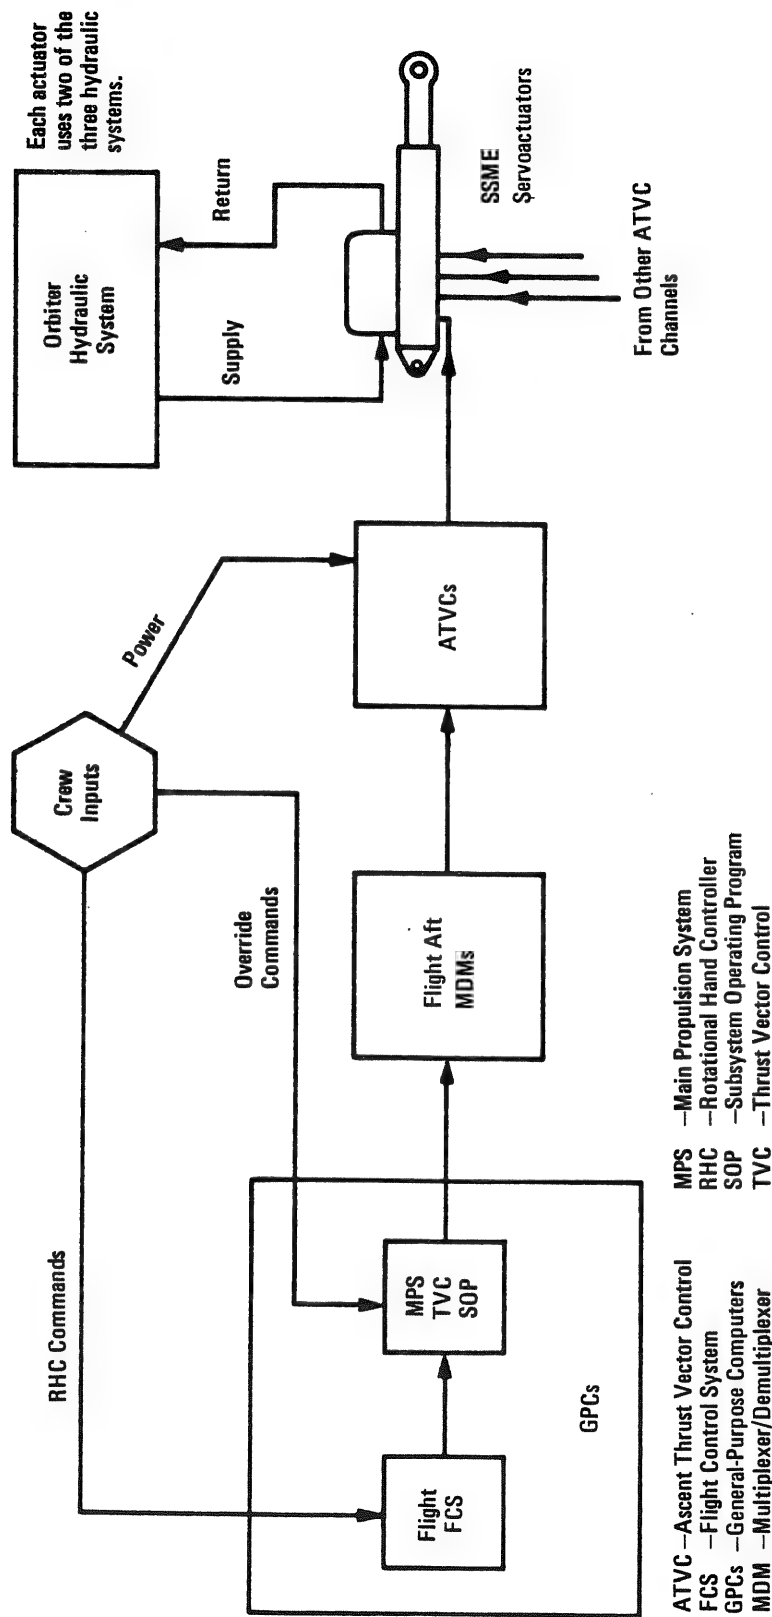 Each actuator
uses two of the
three hydraulic
systems.
Orbiter
Hydraulic
System
Return
Supply
SSME
Servoactuators
From Other ATVC
Channels
Crew
Inputs
Power
ATVCs
Override
Commands
Flight Aft
MDMs
RHC Commands
MPS
TVC
SOP
Flight
FCS
GPCs
ATVC –Ascent Thrust Vector Control
FCS –Flight Control System
GPCs –General-Purpose Computers
MDM –Multiplexer/Demultiplexer
MPS –Main Propulsion System
RHC –Rotational Hand Controller
SOP –Subsystem Operating Program
TVC –Thrust Vector Control